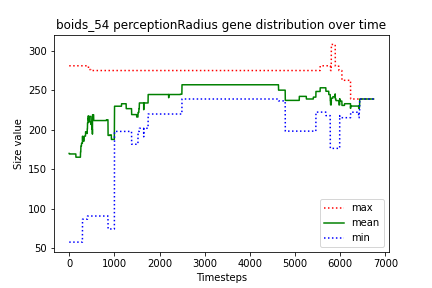 boids_54 perceptionRadius gene distribution over time
Size value
300
250
200
150
100
50
0
1000
2000
3000
4000
5000
6000
7000
Timesteps
max
mean
min